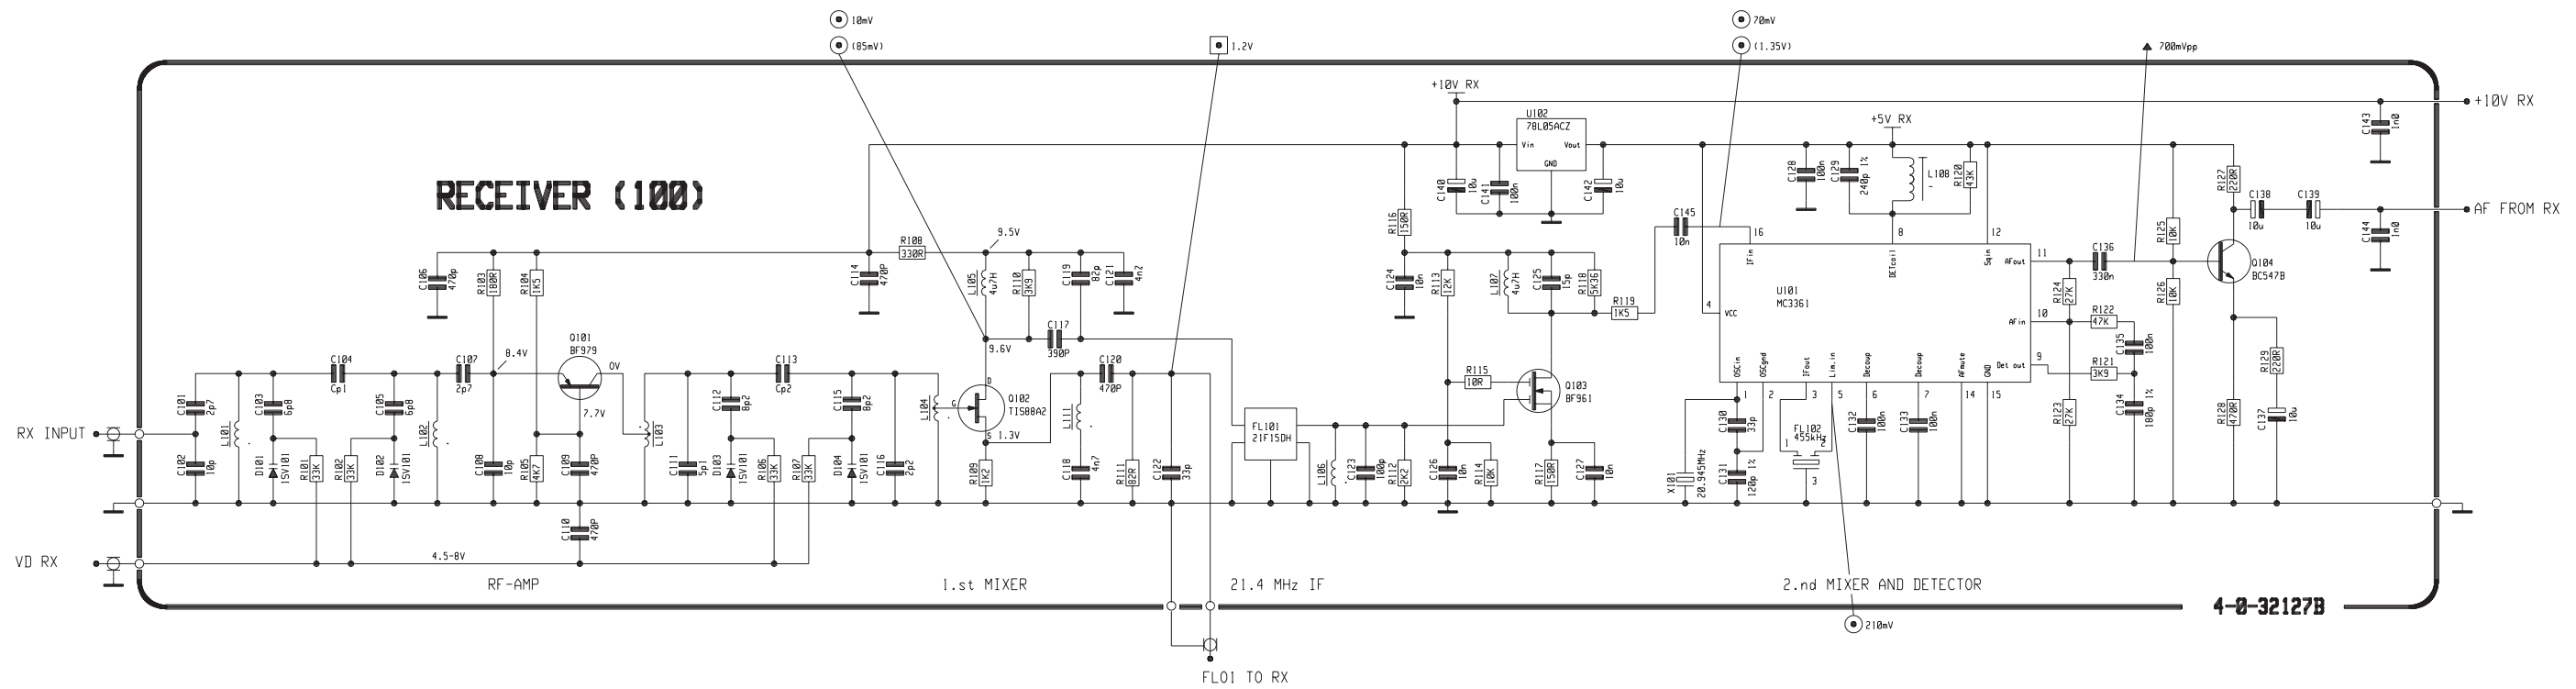 10mV
(85mV)
1.2V
70mV
(1.35V)
700mVpp
+10V RX
+10V RX
U102
78L05ACZ
Vin
Vout
GND
+5V RX
C143
1n0
RECEIVER (100)
C140
10u
C141
100n
C142
10u
C128
100n
C129
240p 1%
L108
-
R120
43K
R127
220R
C138
10u
C139
10u
AF FROM RX
C144
1n0
R116
150R
C145
10n
16
8
12
IFin
DETcoil
Sqin
C106
470p
R103
180R
R104
1K5
C114
470P
R108
330R
9.5V
L105
4u7H
R110
3K9
C119
82p
C121
4n2
C124
10n
R113
12K
L107
4u7H
C125
15p
R118
5K36
R119
1K5
U101
MC3361
4
VCC
AFout
11
C136
330n
R125
10K
R126
10K
Q104
BC547B
R124
27K
10
AFin
R122
47K
C135
100n
9
Det out
R121
3K9
C134
180p 1%
R123
27K
R128
470R
R129
220R
C137
10u
Q101
BF979
8.4V
0V
7.7V
C117
390P
9.6V
C104
Cp1
C107
2p7
C113
Cp2
C120
470P
R115
10R
Q103
BF961
OSCin
OSCgnd
IFout
Lim.in
Decoup
Decoup
AFmute
GND
1
2
3
5
6
7
14
15
RX INPUT
C101
2p7
C102
10p
L101
C103
6p8
D101
1SV101
R101
33K
R102
33K
C105
6p8
D102
1SV101
L102
C108
10p
R105
4K7
C109
470P
C110
470P
L103
C111
5p1
C112
8p2
D103
1SV101
R106
33K
R107
33K
C115
8p2
D104
1SV101
C116
2p2
L104
G
D
S
Q102
TIS88A2
1.3V
R109
1K2
L111
C118
4n7
R111
82R
C122
33p
FL101
21F15DH
L106
C123
100p
R112
2K2
C126
10n
R114
10K
R117
150R
C127
10n
X101
20.945MHz
C130
33p
C131
120p 1%
FL102
455kHz
1
2
3
C132
100n
C133
100n
VD RX
4.5-8V
RF-AMP
1.st MIXER
21.4 MHz IF
2.nd MIXER AND DETECTOR
4-0-32127B
210mV
FLO1 TO RX